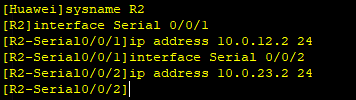 [Huawei]sysname R2
[R2]interface Serial 0/0/1
[R2-Serial0/0/1]ip address 10.0.12.2 24
[R2-Serial0/0/1]interface Serial 0/0/2
[R2-Serial0/0/2]ip address 10.0.23.2 24
[R2-Serial0/0/2]